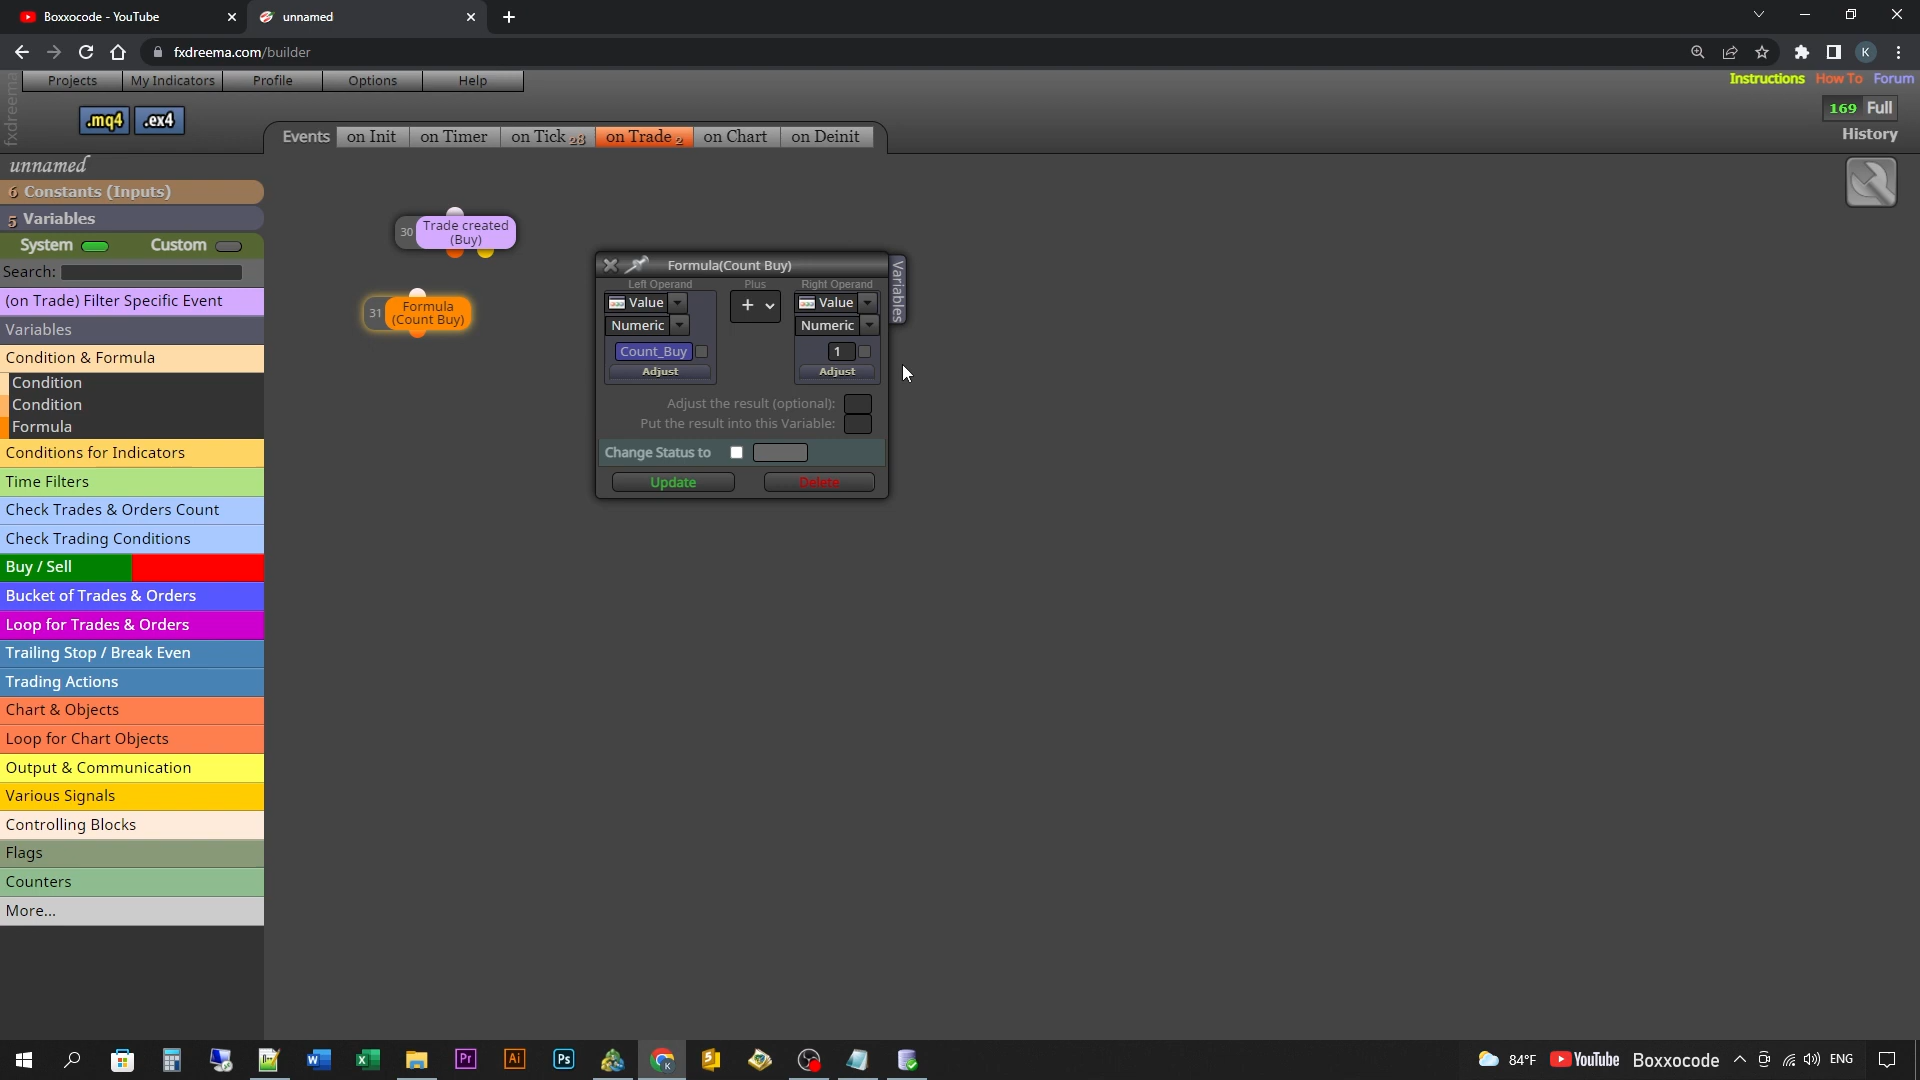 Boxxocode - YouTube
unnamed
fxdreema.com/builder
K
Projects
My Indicators
Profile
Options
Help
Instructions
How To
Forum
fxdreema
.mq4
.ex4
169 Full
History
Events
on Init
on Timer
on Tick 28
on Trade 2
on Chart
on Deinit
unnamed
6 Constants (Inputs)
5 Variables
System
Custom
Search:
(on Trade) Filter Specific Event
Variables
Condition & Formula
Condition
Condition
Formula
Conditions for Indicators
Time Filters
Check Trades & Orders Count
Check Trading Conditions
Buy / Sell
Bucket of Trades & Orders
Loop for Trades & Orders
Trailing Stop / Break Even
Trading Actions
Chart & Objects
Loop for Chart Objects
Output & Communication
Various Signals
Controlling Blocks
Flags
Counters
More...
30
Trade created
(Buy)
31
Formula
(Count Buy)
Formula(Count Buy)
Variables
Left Operand
Plus
Right Operand
Value
+
Value
Numeric
Numeric
Count_Buy
1
Adjust
Adjust
Adjust the result (optional):
Put the result into this Variable:
Change Status to
Update
Delete
W
X
Pr
Ai
Ps
84°F
YouTube
Boxxocode
ENG